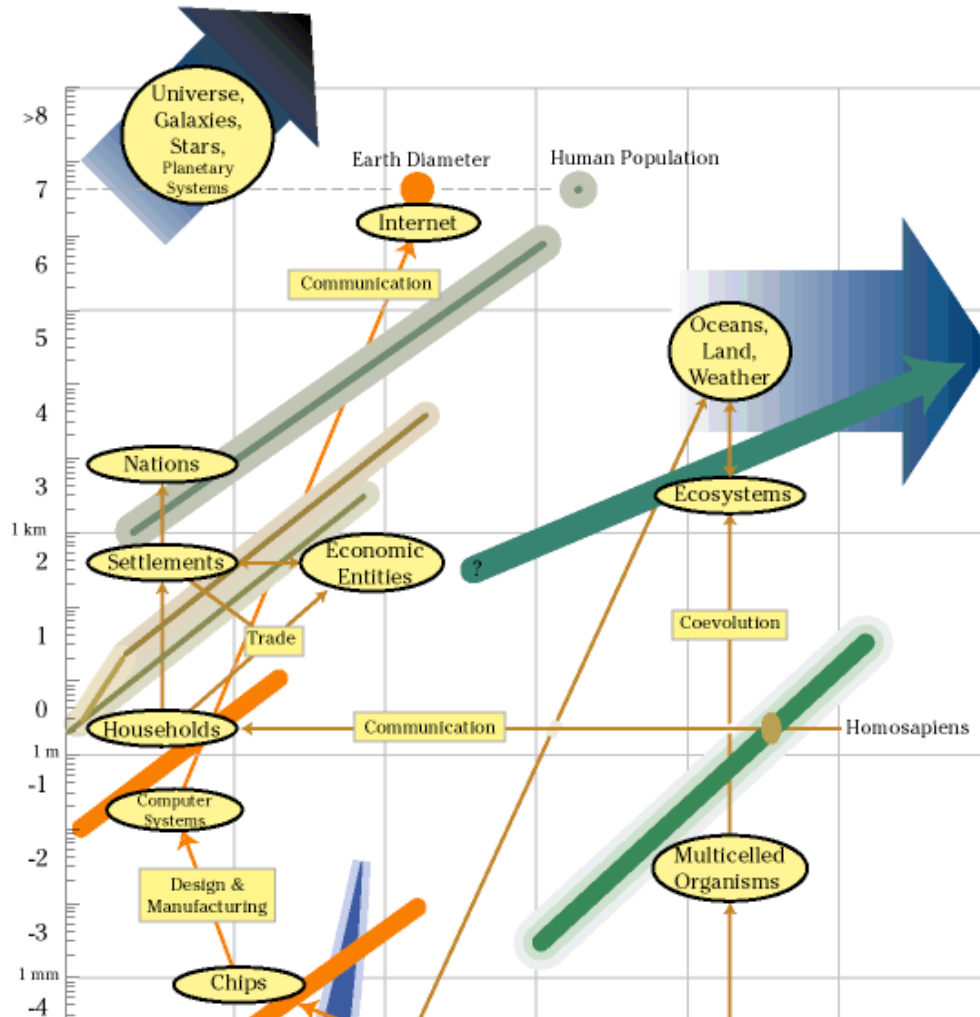 Universe,
Galaxies,
Stars,
Planetary
Systems
>8
Earth Diameter
Human Population
7
Internet
6
Communication
5
Oceans,
Land,
Weather
4
Nations
3
Ecosystems
1 km
2
Settlements
Economic
Entities
?
1
Trade
Coevolution
0
Households
Communication
Homosapiens
1 m
-1
Computer
Systems
-2
Multicelled
Organisms
Design &
Manufacturing
-3
1 mm
Chips
-4